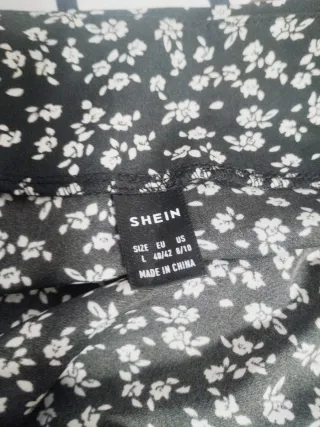 SHEIN
SIZE EU US
L 40/42 8/10
MADE IN CHINA